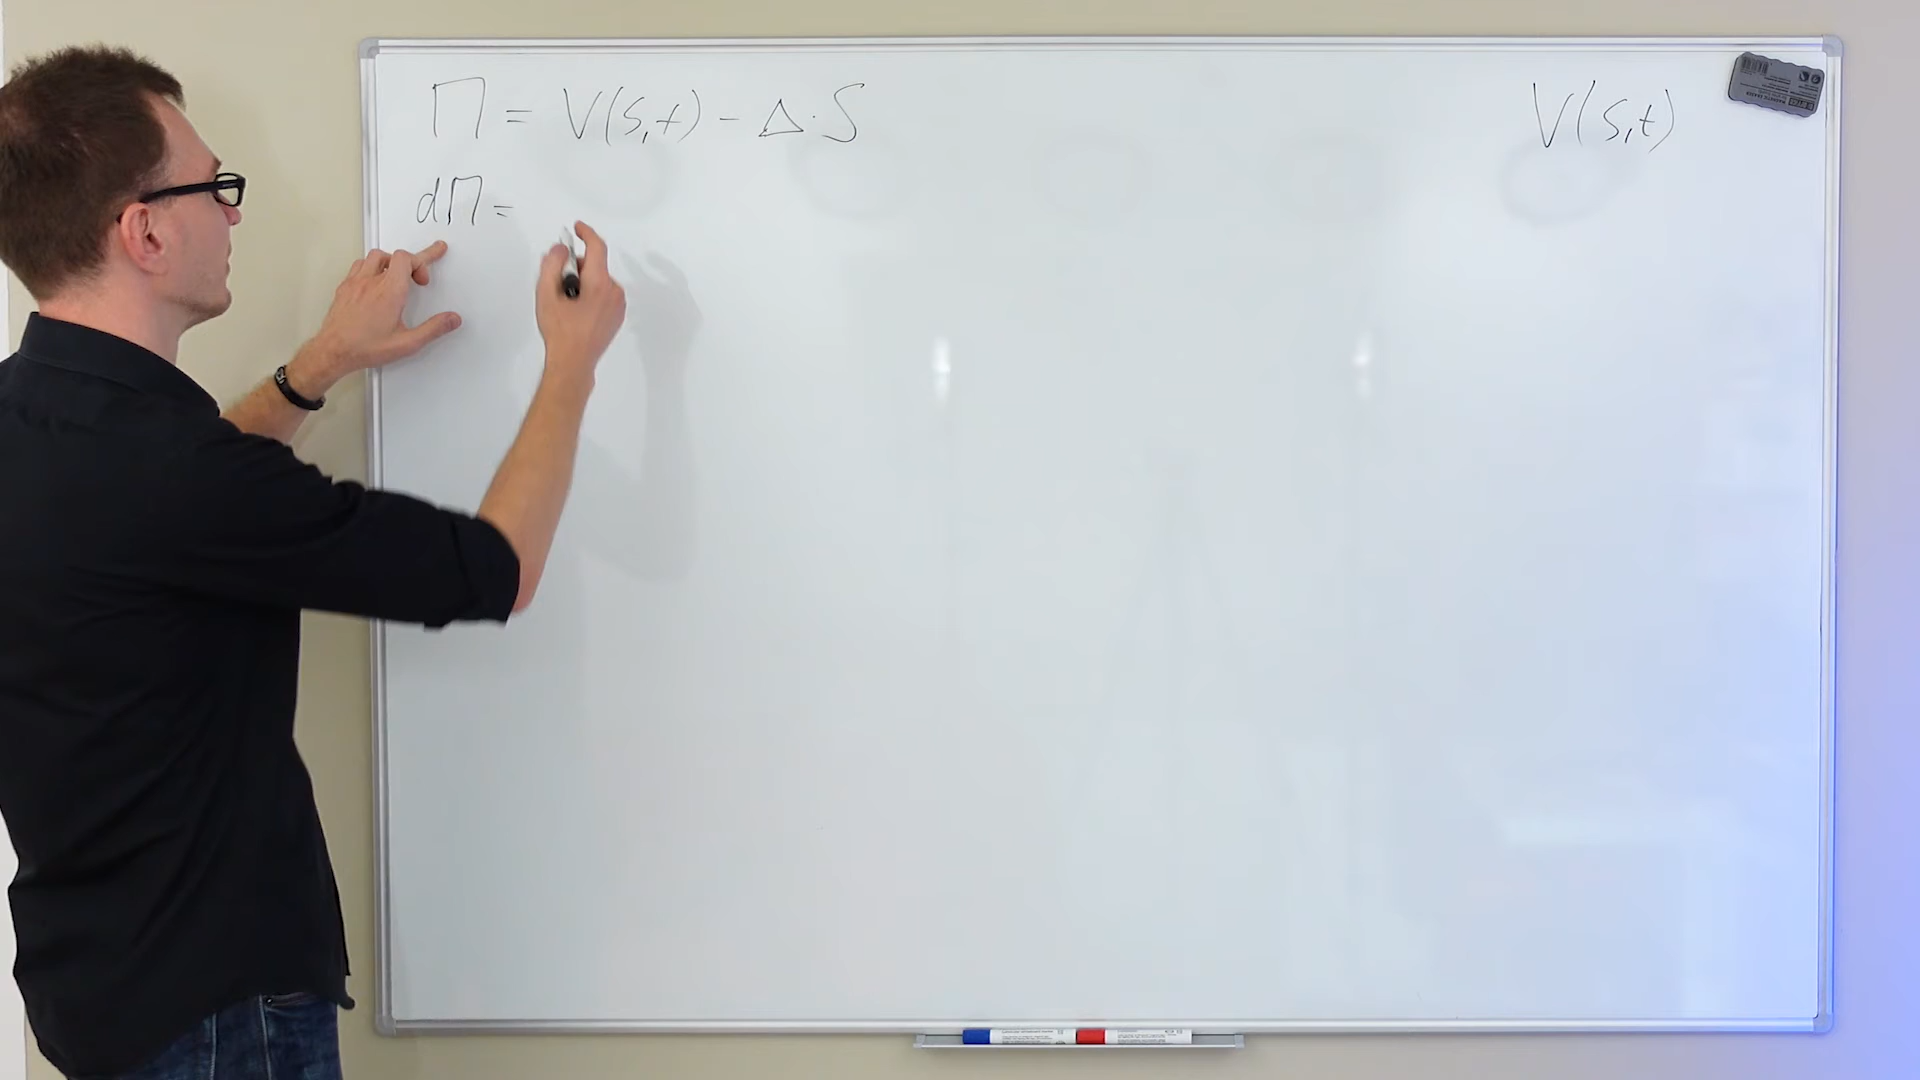 Π = V(S,t) - Δ·S
V(S,t)
dΠ =